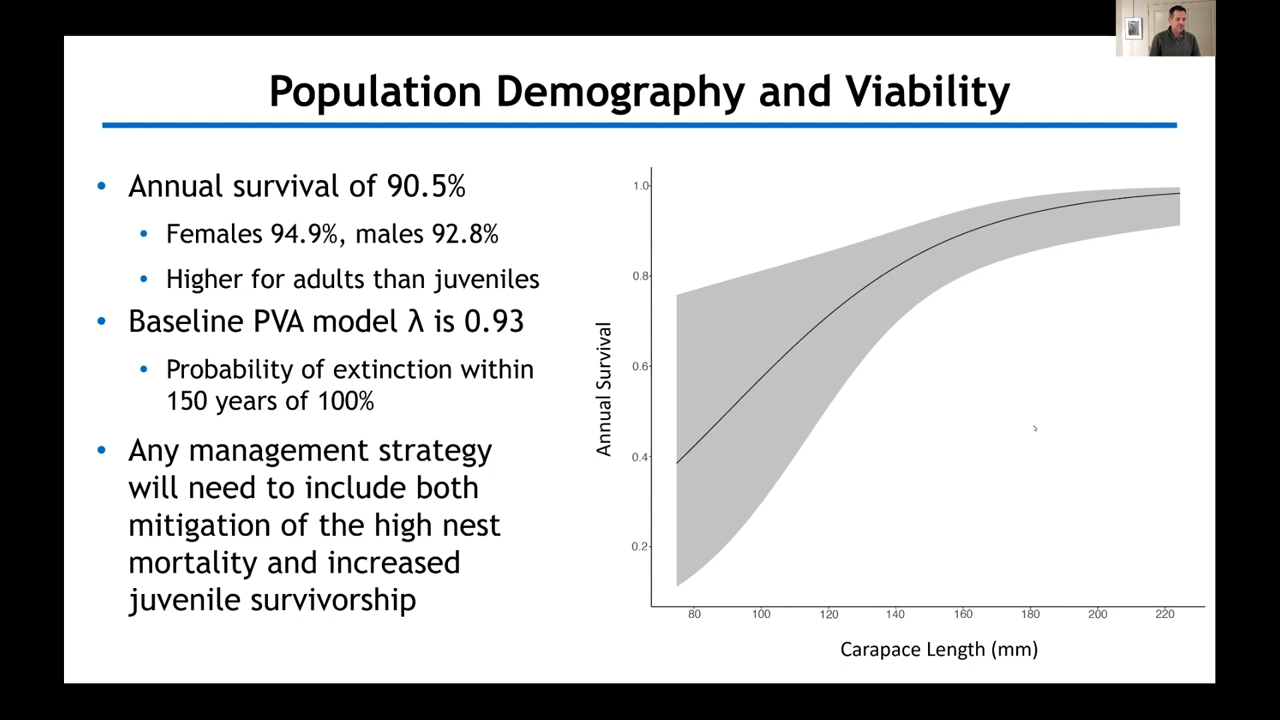 Population Demography and Viability
• Annual survival of 90.5%
• Females 94.9%, males 92.8%
• Higher for adults than juveniles
• Baseline PVA model λ is 0.93
• Probability of extinction within
150 years of 100%
• Any management strategy
will need to include both
mitigation of the high nest
mortality and increased
juvenile survivorship
Annual Survival
1.0
0.8
0.6
0.4
0.2
80 100 120 140 160 180 200 220
Carapace Length (mm)